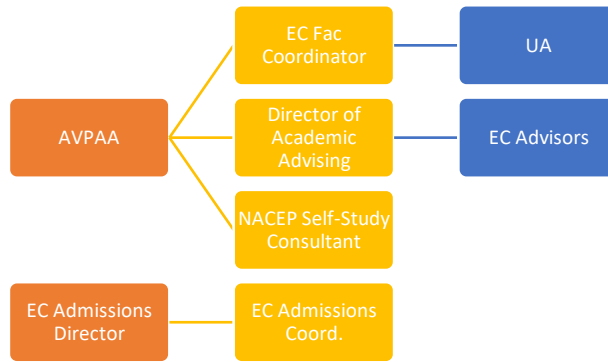 EC Fac
Coordinator
UA
AVPAA
Director of
Academic
Advising
EC Advisors
NACEP Self-Study
Consultant
EC Admissions
Director
EC Admissions
Coord.